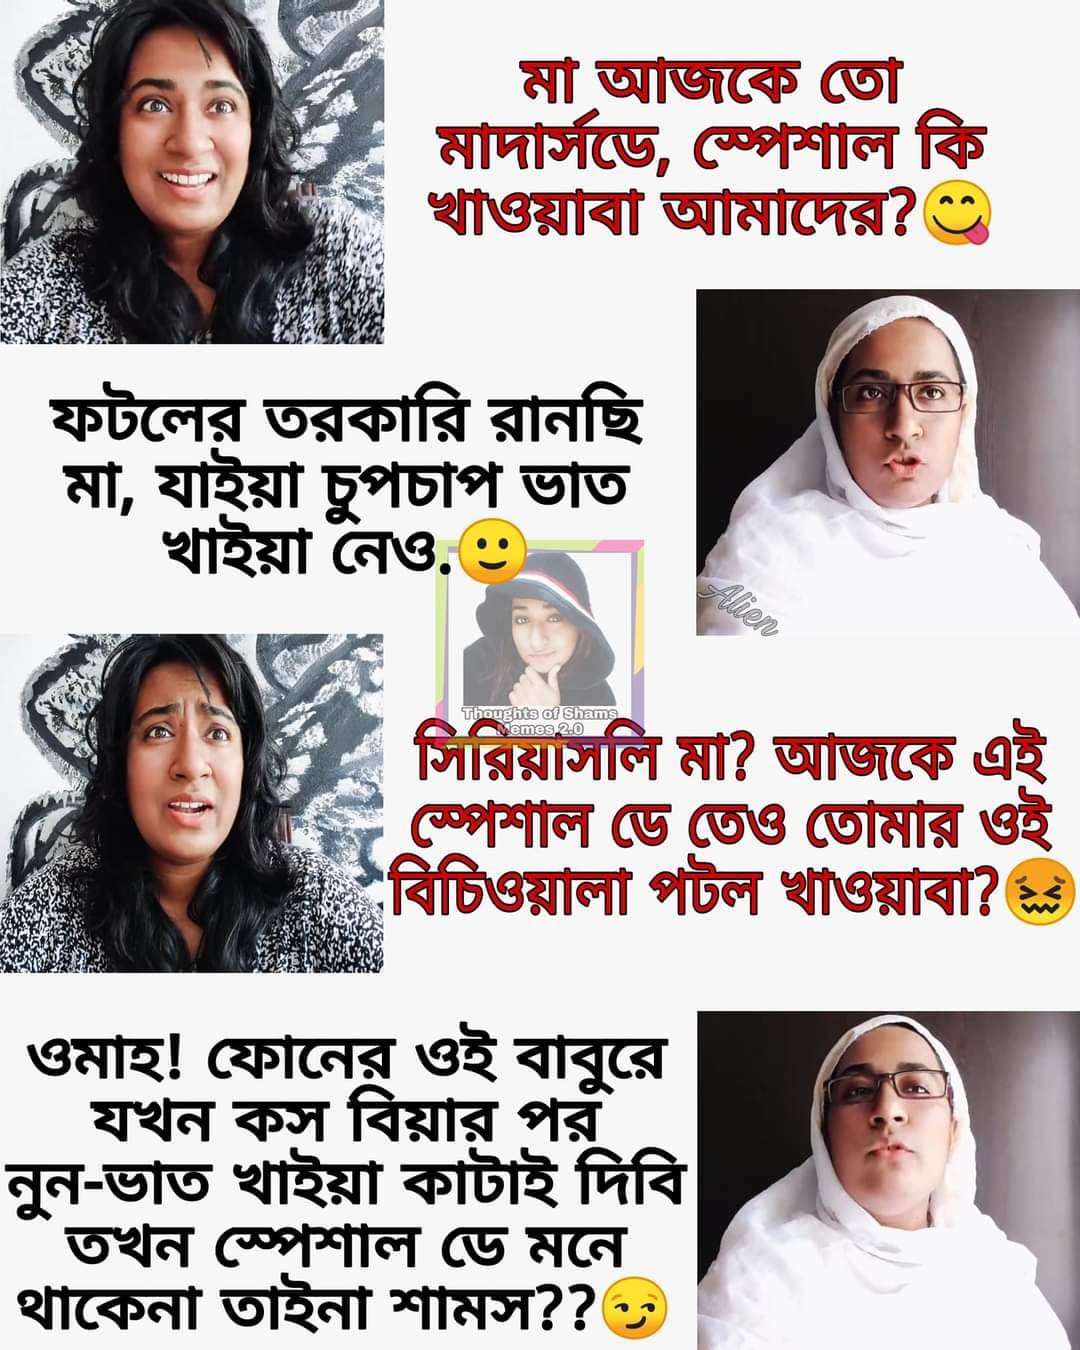 মা আজকে তো
মাদার্সডে, স্পেশাল কি
খাওয়াবা আমাদের?😋
ফটলের তরকারি রানছি
মা, যাইয়া চুপচাপ ভাত
খাইয়া নেও.🙂
Alien
Thoughts of Shams
Memes 2.0
সিরিয়াসলি মা? আজকে এই
স্পেশাল ডে তেও তোমার ওই
বিচিওয়ালা পটল খাওয়াবা?😖
ওমাহ! ফোনের ওই বাবুরে
যখন কস বিয়ার পর
নুন-ভাত খাইয়া কাটাই দিবি
তখন স্পেশাল ডে মনে
থাকেনা তাইনা শামস??😏